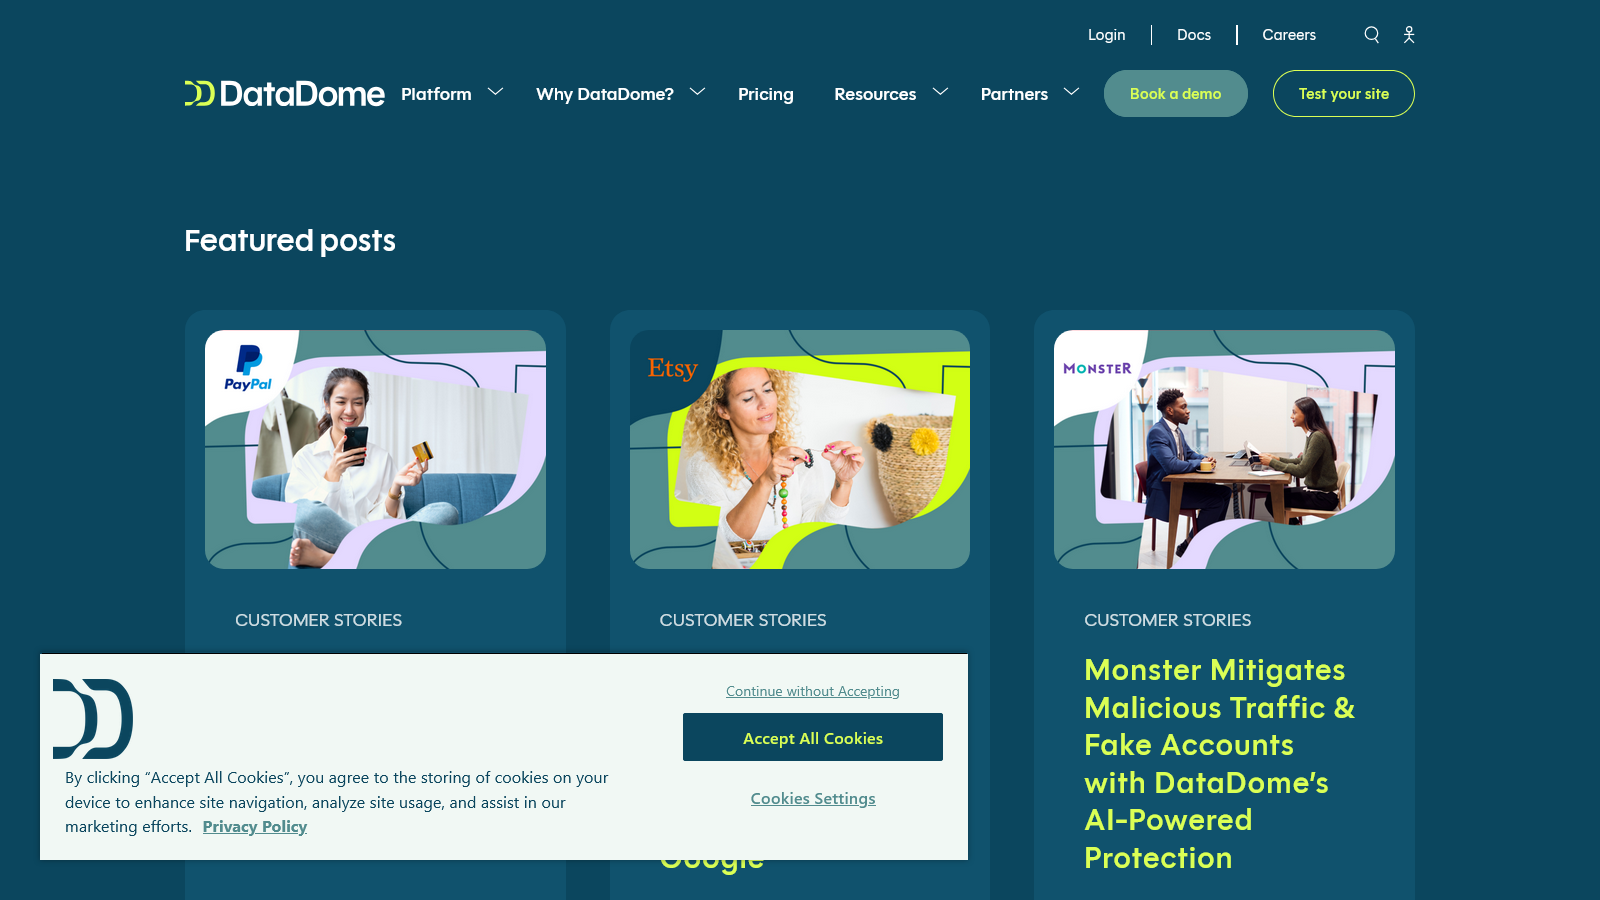 Login
Docs
Careers
DataDome
Platform
Why DataDome?
Pricing
Resources
Partners
Book a demo
Test your site
Featured posts
PayPal
Etsy
MONSTER
CUSTOMER STORIES
CUSTOMER STORIES
CUSTOMER STORIES
Monster Mitigates
Malicious Traffic &
Fake Accounts
with DataDome's
AI-Powered
Protection
Google
By clicking “Accept All Cookies”, you agree to the storing of cookies on your
device to enhance site navigation, analyze site usage, and assist in our
marketing efforts. Privacy Policy
Continue without Accepting
Accept All Cookies
Cookies Settings